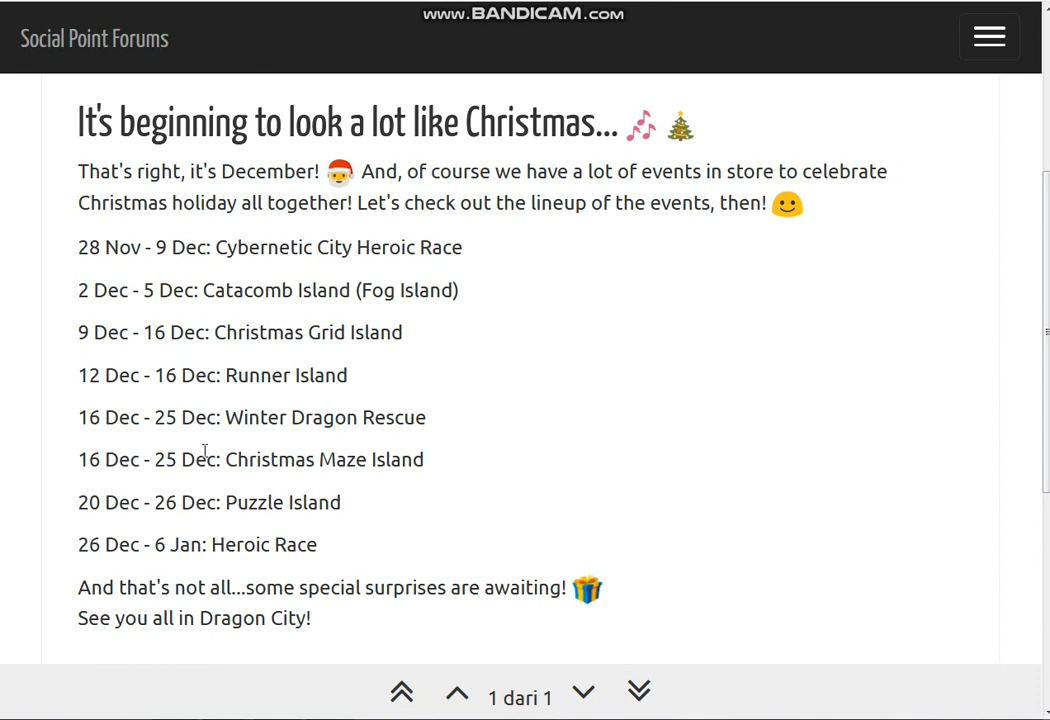 www.BANDICAM.com
Social Point Forums
It's beginning to look a lot like Christmas...
That's right, it's December! And, of course we have a lot of events in store to celebrate
Christmas holiday all together! Let's check out the lineup of the events, then!
28 Nov - 9 Dec: Cybernetic City Heroic Race
2 Dec - 5 Dec: Catacomb Island (Fog Island)
9 Dec - 16 Dec: Christmas Grid Island
12 Dec - 16 Dec: Runner Island
16 Dec - 25 Dec: Winter Dragon Rescue
16 Dec - 25 Dec: Christmas Maze Island
20 Dec - 26 Dec: Puzzle Island
26 Dec - 6 Jan: Heroic Race
And that's not all...some special surprises are awaiting!
See you all in Dragon City!
1 dari 1